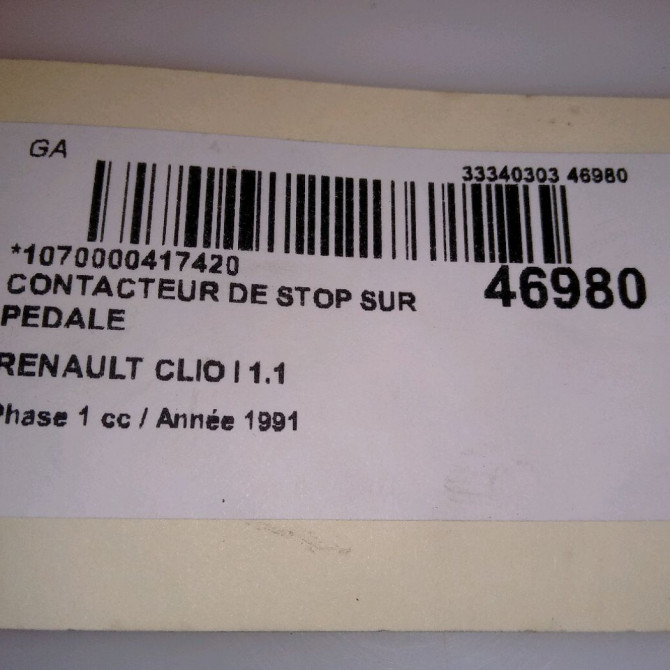 GA
33340303 46980
*1070000417420
46980
CONTACTEUR DE STOP SUR
PEDALE
RENAULT CLIO I 1.1
Phase 1 cc / Année 1991